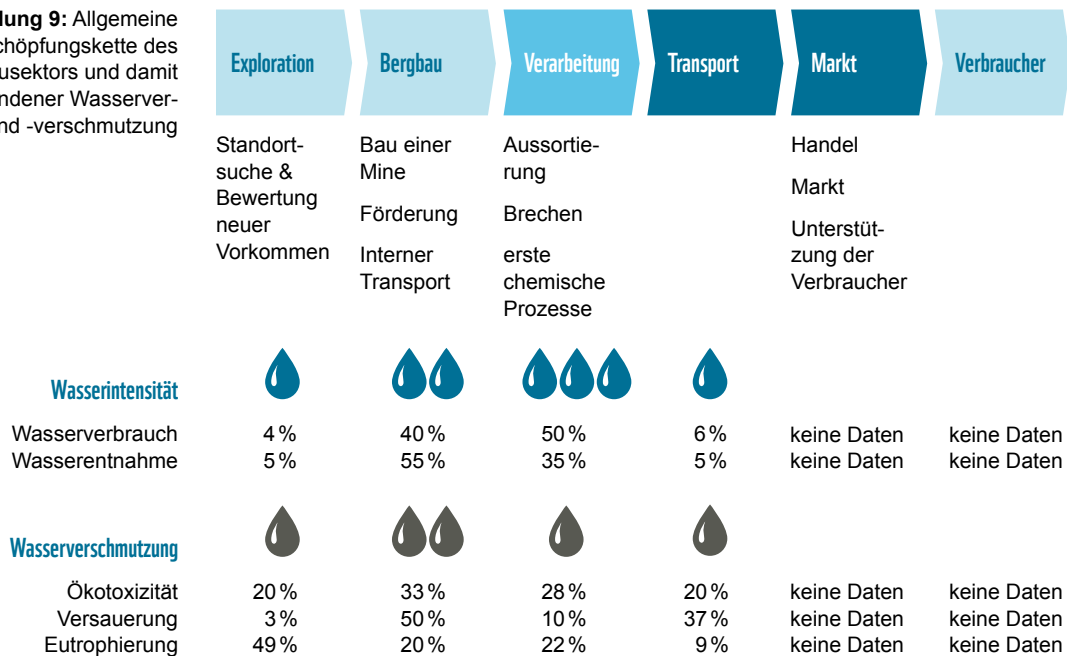 lung 9: Allgemeine
chöpfungskette des
usektors und damit
ndener Wasserver-
nd -verschmutzung
Exploration Bergbau Verarbeitung Transport Markt Verbraucher
Standort-
suche &
Bewertung
neuer
Vorkommen
Bau einer
Mine
Förderung
Interner
Transport
Aussortie-
rung
Brechen
erste
chemische
Prozesse
Handel
Markt
Unterstüt-
zung der
Verbraucher
Wasserintensität
Wasserverbrauch 4 % 40 % 50 % 6 % keine Daten keine Daten
Wasserentnahme 5 % 55 % 35 % 5 % keine Daten keine Daten
Wasserverschmutzung
Ökotoxizität 20 % 33 % 28 % 20 % keine Daten keine Daten
Versauerung 3 % 50 % 10 % 37 % keine Daten keine Daten
Eutrophierung 49 % 20 % 22 % 9 % keine Daten keine Daten